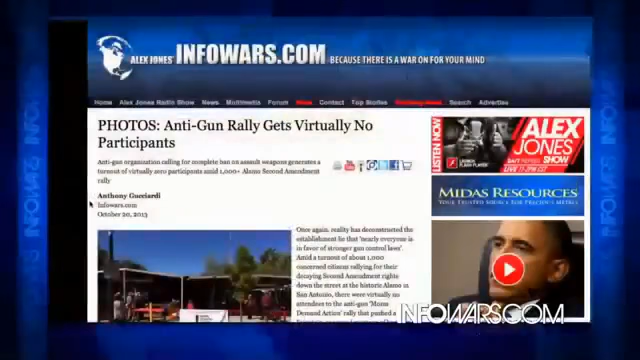 ALEX JONES' INFOWARS.COM BECAUSE THERE IS A WAR ON FOR YOUR MIND
Home Alex Jones Radio Show News Multimedia Forum Contact Top Stories Search Advertise
PHOTOS: Anti-Gun Rally Gets Virtually No
Participants
Anti-gun organization calling for complete ban on assault weapons generates a
turnout of virtually zero participants amid 1,000+ Alamo Second Amendment
rally
Anthony Gucciardi
Infowars.com
October 20, 2013
Once again, reality has deconstructed the
establishment lie that 'nearly everyone is
in favor of stronger gun control laws'.
Amid a turnout of about 1,000
concerned citizens rallying for their
decaying Second Amendment rights
down the street at the historic Alamo in
San Antonio, there were virtually no
attendees to the anti-gun 'Moms
Demand Action' rally that pushed a
LISTEN NOW
ALEX
JONES
SHOW
MIDAS RESOURCES
YOUR TRUSTED SOURCE FOR PRECIOUS METALS
INFOWARS.COM